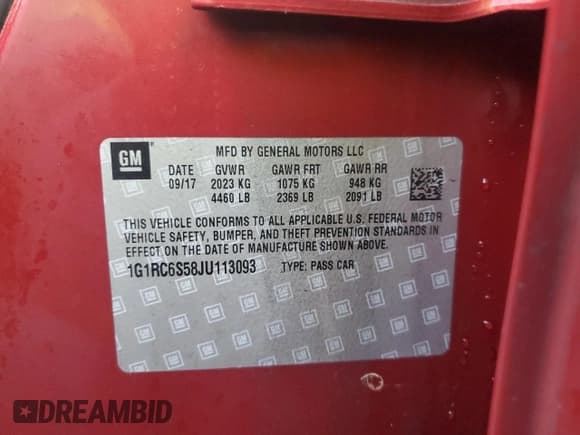 GM
MFD BY GENERAL MOTORS LLC
DATE GVWR GAWR FRT GAWR RR
09/17 2023 KG 1075 KG 948 KG
4460 LB 2369 LB 2091 LB
THIS VEHICLE CONFORMS TO ALL APPLICABLE U.S. FEDERAL MOTOR
VEHICLE SAFETY, BUMPER, AND THEFT PREVENTION STANDARDS IN
EFFECT ON THE DATE OF MANUFACTURE SHOWN ABOVE.
1G1RC6S58JU113093 TYPE: PASS CAR
DREAMBID